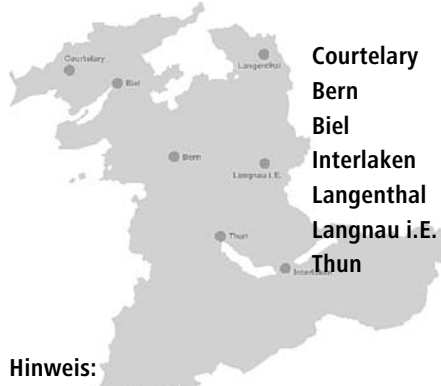 Courtelary
Biel
Langenthal
Bern
Langnau i.E.
Thun
Interlaken
Courtelary
Bern
Biel
Interlaken
Langenthal
Langnau i.E.
Thun
Hinweis: